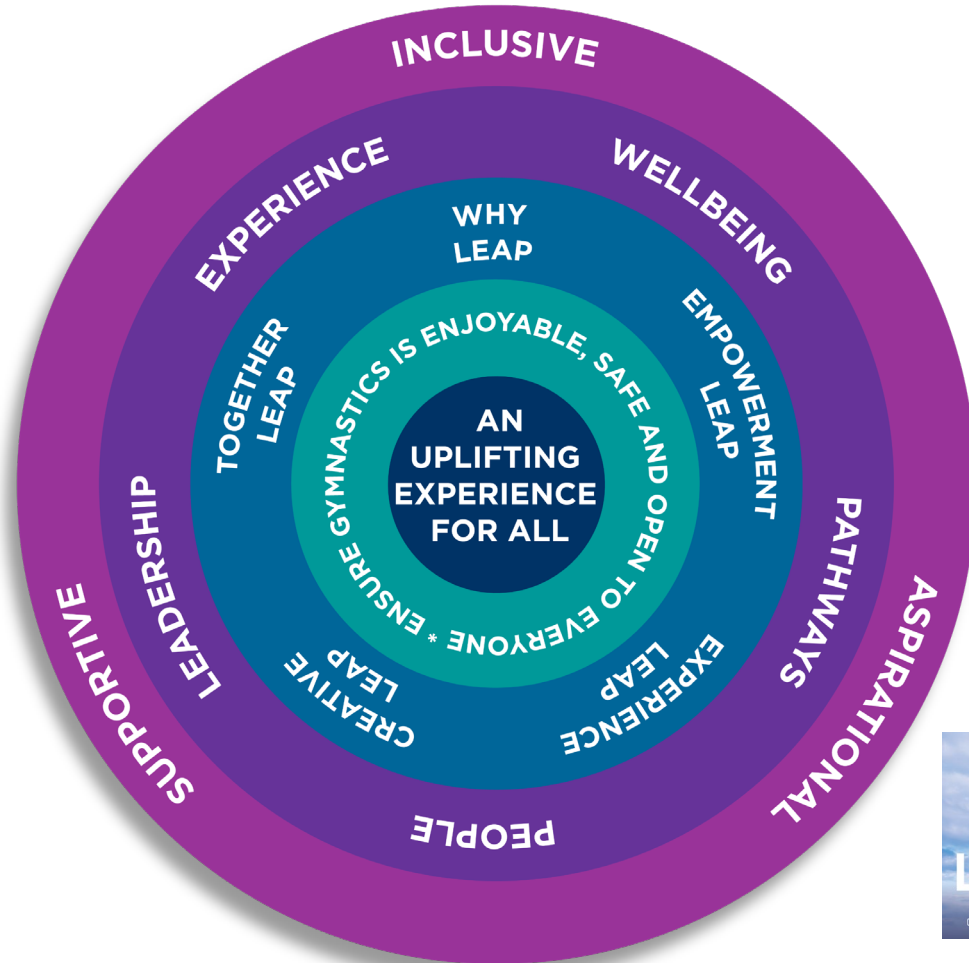 INCLUSIVE
ASPIRATIONAL
SUPPORTIVE
EXPERIENCE
WELLBEING
PATHWAYS
PEOPLE
LEADERSHIP
WHY
LEAP
EMPOWERMENT
LEAP
EXPERIENCE
LEAP
CREATIVE
LEAP
TOGETHER
LEAP
* ENSURE GYMNASTICS IS ENJOYABLE, SAFE AND OPEN TO EVERYONE
AN
UPLIFTING
EXPERIENCE
FOR ALL
L